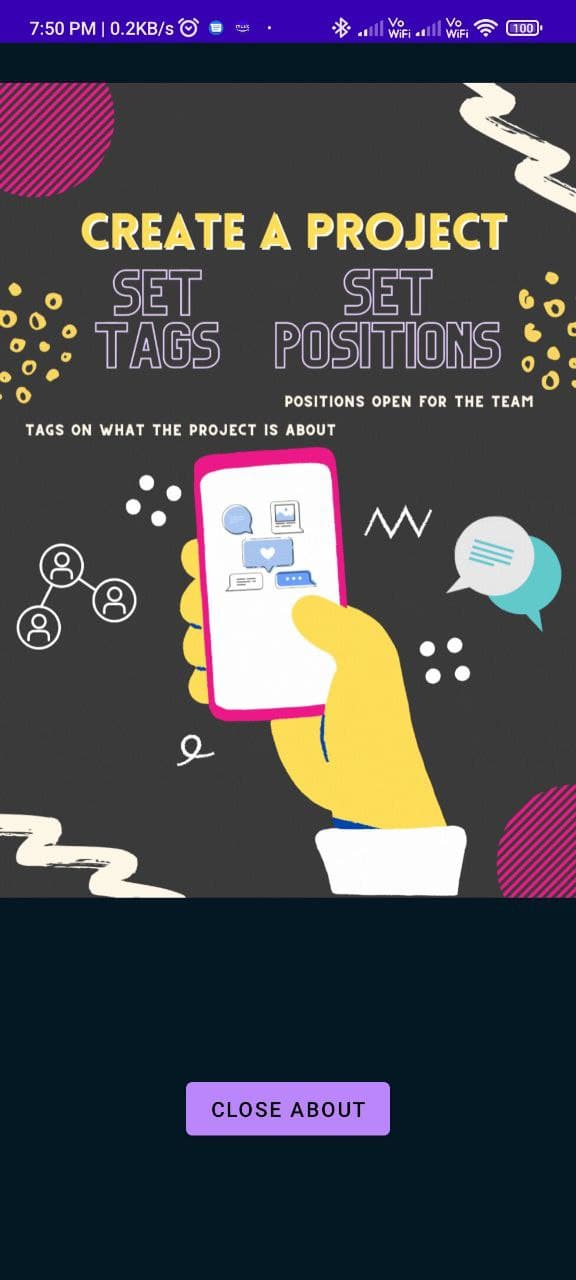 7:50 PM | 0.2KB/s
Vo WiFi Vo WiFi 100
CREATE A PROJECT
SET TAGS
SET POSITIONS
POSITIONS OPEN FOR THE TEAM
TAGS ON WHAT THE PROJECT IS ABOUT
CLOSE ABOUT